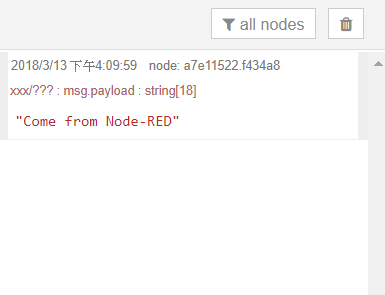 all nodes
2018/3/13 下午4:09:59 node: a7e11522.f434a8
xxx/??? : msg.payload : string[18]
"Come from Node-RED"